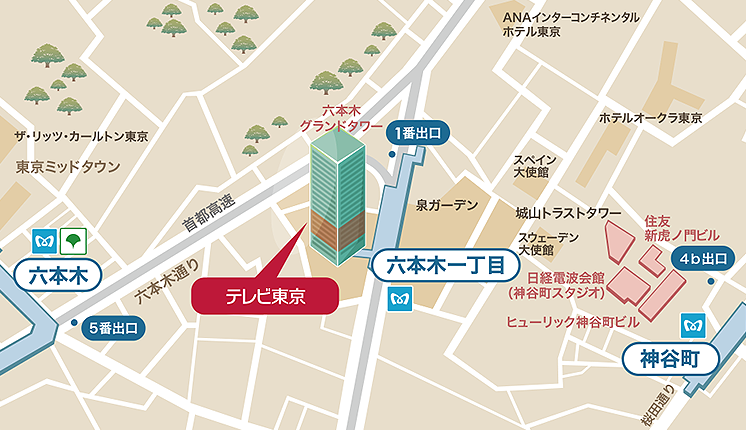 ANAインターコンチネンタル
ホテル東京
六本木
グランドタワー
1番出口
ホテルオークラ東京
ザ・リッツ・カールトン東京
東京ミッドタウン
スペイン
大使館
首都高速
泉ガーデン
城山トラストタワー
住友
新虎ノ門ビル
スウェーデン
大使館
六本木
六本木通り
六本木一丁目
4b出口
日経電波会館
(神谷町スタジオ)
テレビ東京
5番出口
ヒューリック神谷町ビル
神谷町
桜田通り